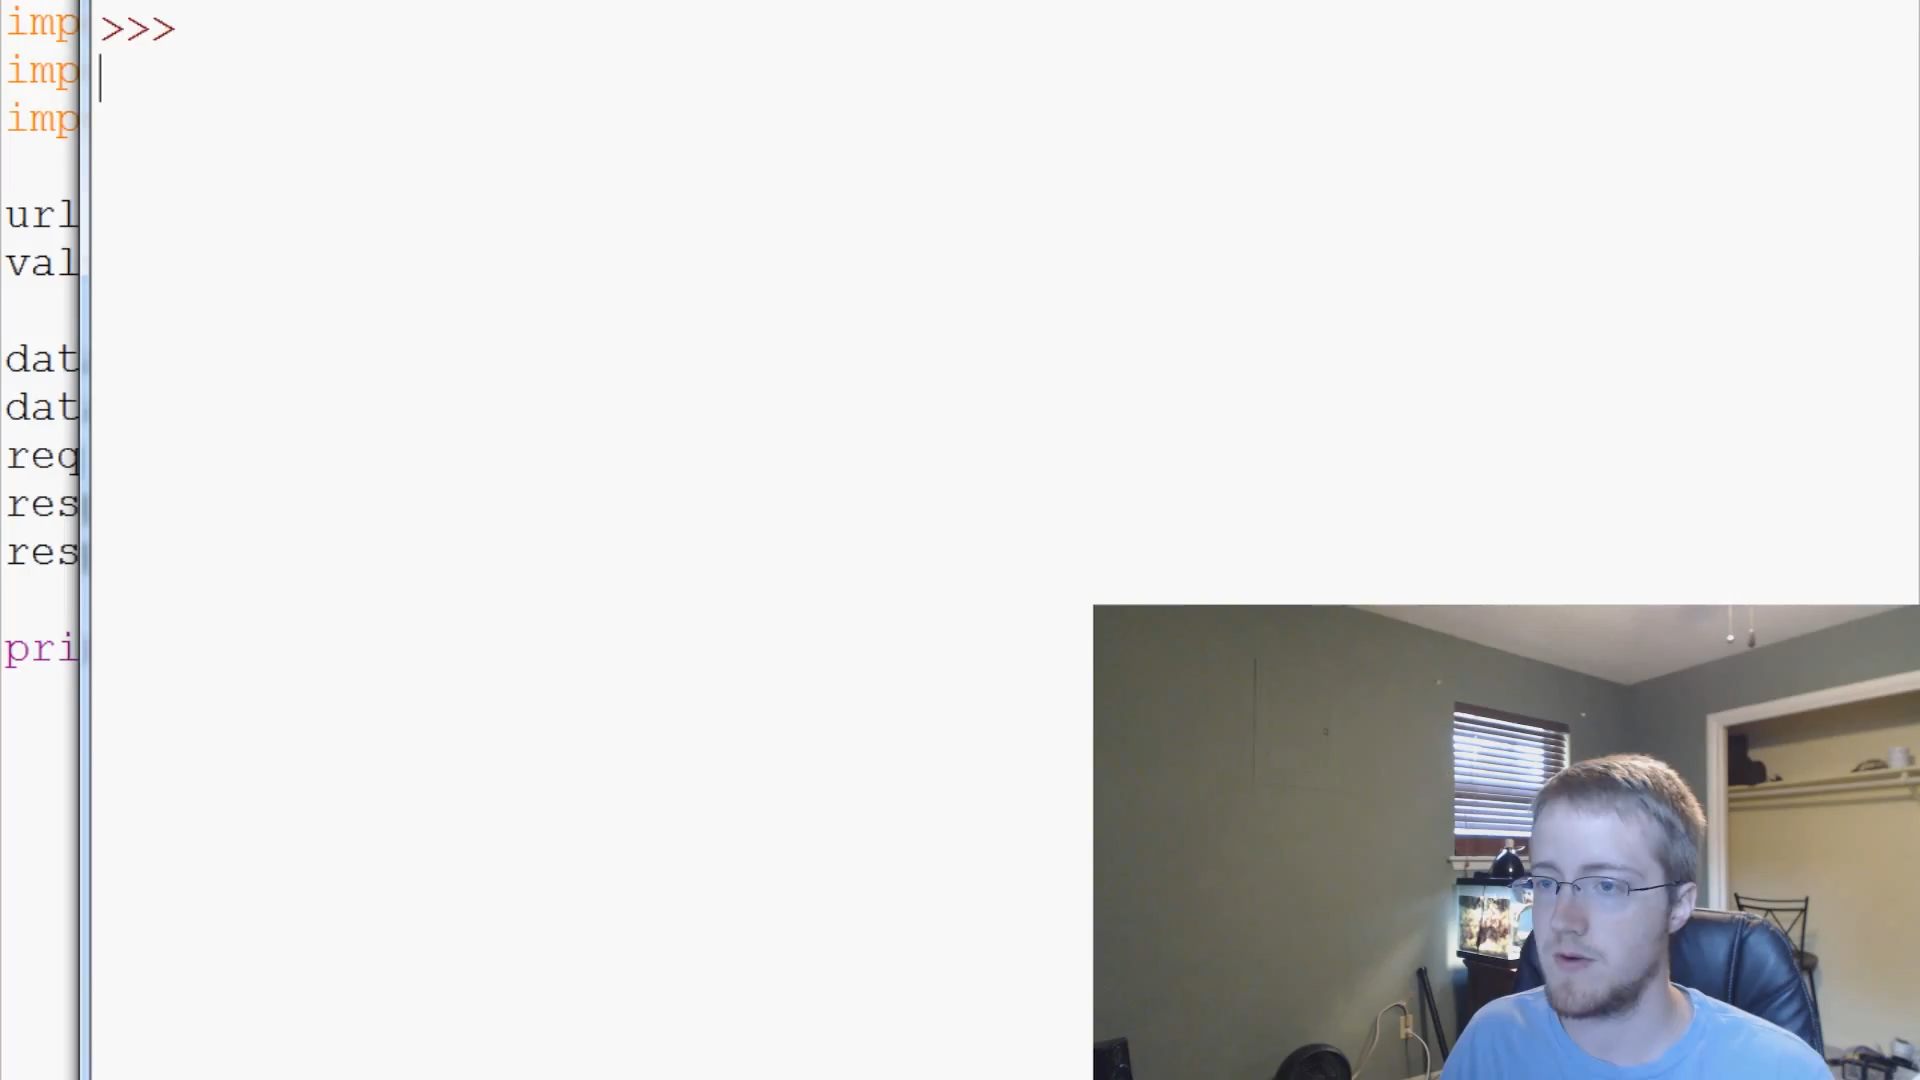 imp
imp
imp
url
val
dat
dat
req
res
res
pri
>>>